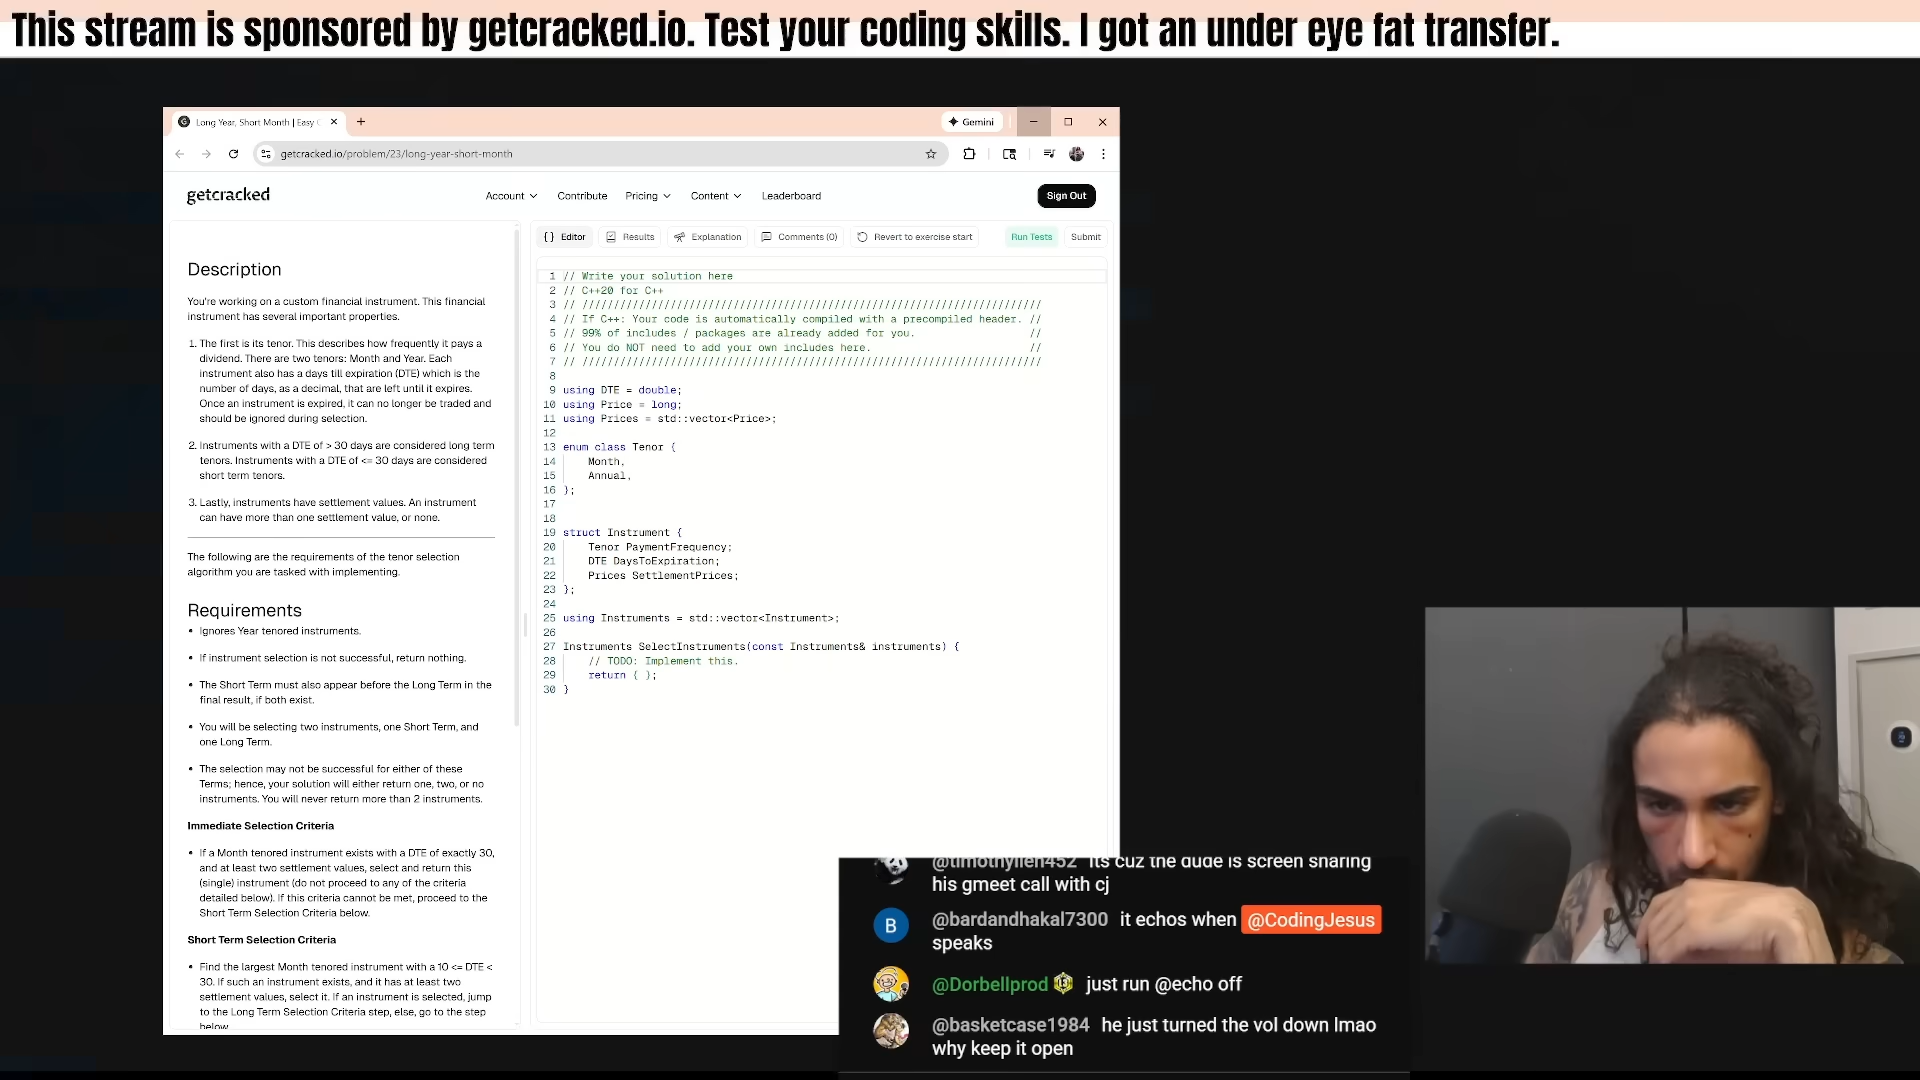 This stream is sponsored by getcracked.io. Test your coding skills. I got an under eye fat transfer.
Long Year, Short Month | Easy
Gemini
getcracked.io/problem/23/long-year-short-month
getcracked
Account
Contribute
Pricing
Content
Leaderboard
Sign Out
{ } Editor
Results
Explanation
Comments (0)
Revert to exercise start
Run Tests
Submit
Description
You're working on a custom financial instrument. This financial
instrument has several important properties.
1. The first is its tenor. This describes how frequently it pays a
dividend. There are two tenors: Month and Year. Each
instrument also has a days till expiration (DTE) which is the
number of days, as a decimal, that are left until it expires.
Once an instrument is expired, it can no longer be traded and
should be ignored during selection.
2. Instruments with a DTE of > 30 days are considered long term
tenors. Instruments with a DTE of <= 30 days are considered
short term tenors.
3. Lastly, instruments have settlement values. An instrument
can have more than one settlement value, or none.
The following are the requirements of the tenor selection
algorithm you are tasked with implementing.
Requirements
• Ignores Year tenored instruments.
• If instrument selection is not successful, return nothing.
• The Short Term must also appear before the Long Term in the
final result, if both exist.
• You will be selecting two instruments, one Short Term, and
one Long Term.
• The selection may not be successful for either of these
Terms; hence, your solution will either return one, two, or no
instruments. You will never return more than 2 instruments.
Immediate Selection Criteria
• If a Month tenored instrument exists with a DTE of exactly 30,
and at least two settlement values, select and return this
(single) instrument (do not proceed to any of the criteria
detailed below). If this criteria cannot be met, proceed to the
Short Term Selection Criteria below.
Short Term Selection Criteria
• Find the largest Month tenored instrument with a 10 <= DTE <
30. If such an instrument exists, and it has at least two
settlement values, select it. If an instrument is selected, jump
to the Long Term Selection Criteria step, else, go to the step
below
1 // Write your solution here
2 // C++20 for C++
3 // //////////////////////////////////////////////////////////////////////////
4 // If C++: Your code is automatically compiled with a precompiled header. //
5 // 99% of includes / packages are already added for you. //
6 // You do NOT need to add your own includes here. //
7 // //////////////////////////////////////////////////////////////////////////
8
9 using DTE = double;
10 using Price = long;
11 using Prices = std::vector<Price>;
12
13 enum class Tenor {
14 Month,
15 Annual,
16 };
17
18
19 struct Instrument {
20 Tenor PaymentFrequency;
21 DTE DaysToExpiration;
22 Prices SettlementPrices;
23 };
24
25 using Instruments = std::vector<Instrument>;
26
27 Instruments SelectInstruments(const Instruments& instruments) {
28 // TODO: Implement this.
29 return { };
30 }
@timothyllen452 its cuz the dude is screen sharing
his gmeet call with cj
B
@bardandhakal7300 it echos when @CodingJesus
speaks
@Dorbellprod just run @echo off
@basketcase1984 he just turned the vol down lmao
why keep it open